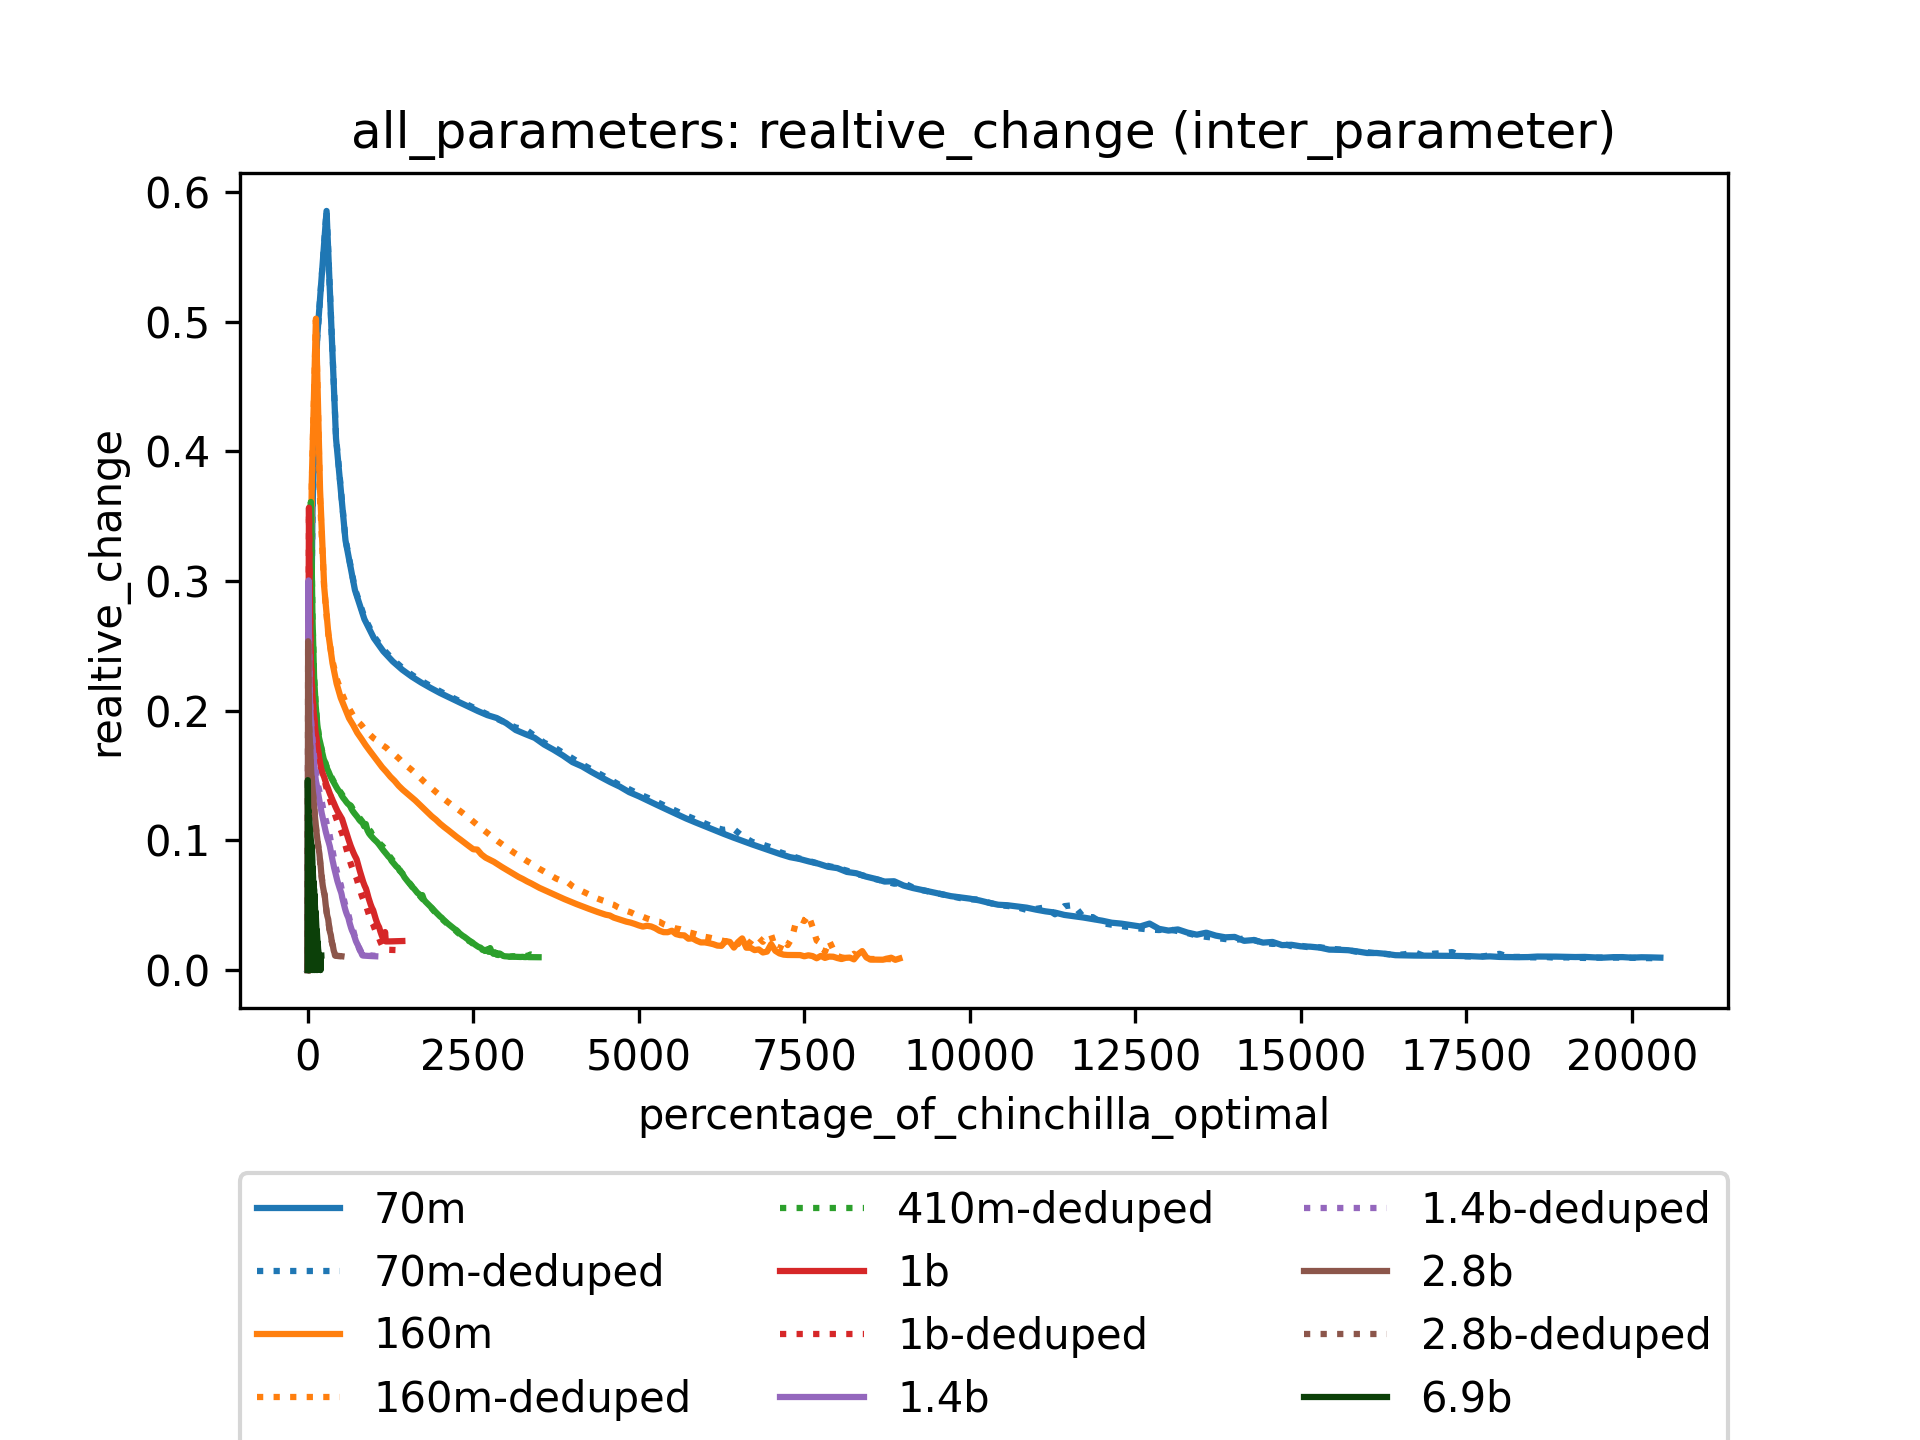 all_parameters: realtive_change (inter_parameter)
realtive_change
0.6
0.5
0.4
0.3
0.2
0.1
0.0
0 2500 5000 7500 10000 12500 15000 17500 20000
percentage_of_chinchilla_optimal
70m 410m-deduped 1.4b-deduped
70m-deduped 1b 2.8b
160m 1b-deduped 2.8b-deduped
160m-deduped 1.4b 6.9b